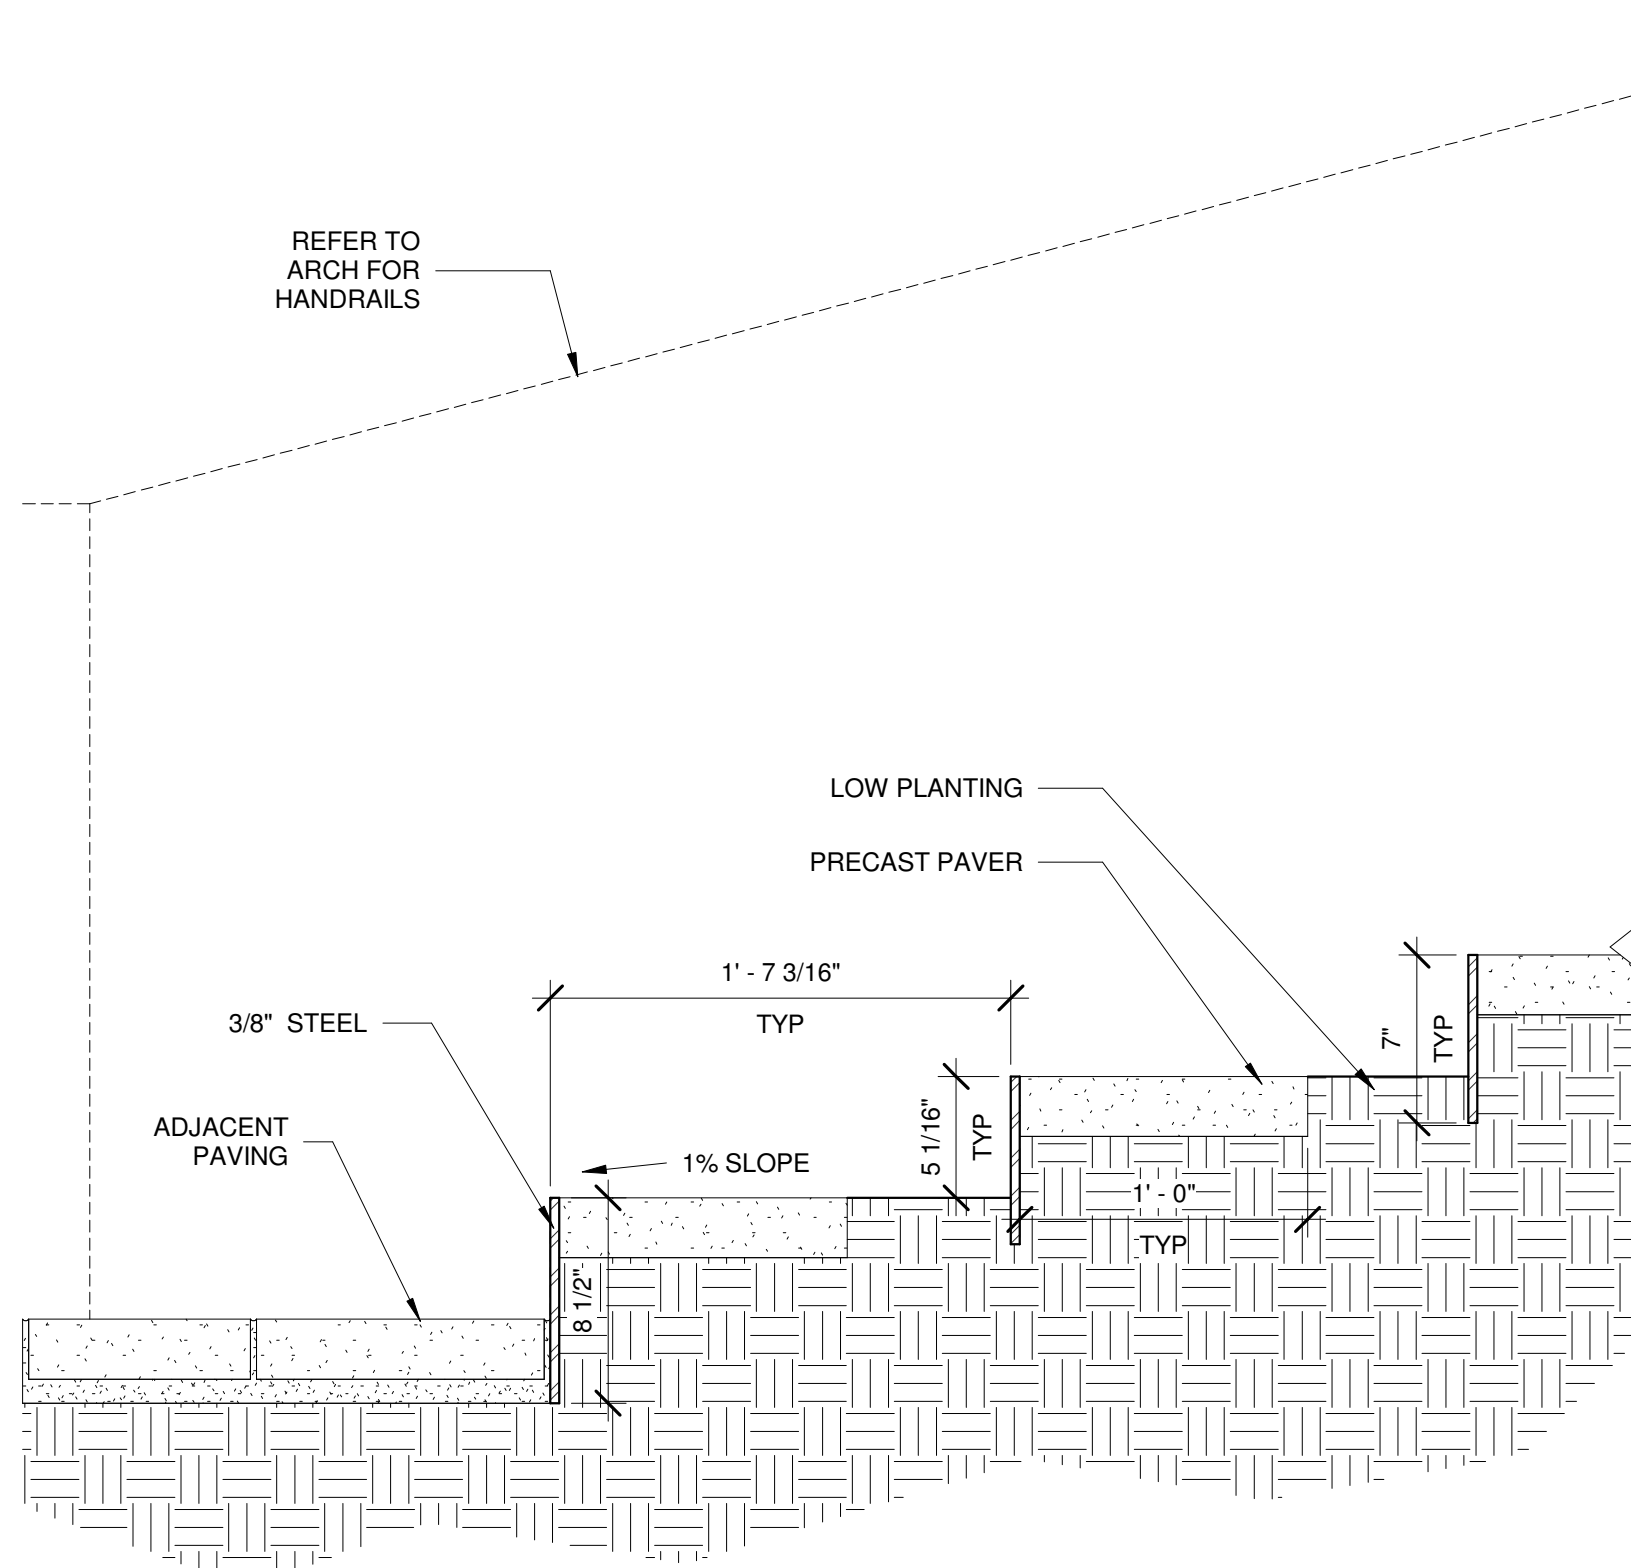 REFER TO
ARCH FOR
HANDRAILS
LOW PLANTING
PRECAST PAVER
1' - 7 3/16"
TYP
3/8" STEEL
ADJACENT
PAVING
1% SLOPE
5 1/16"
TYP
7"
TYP
1' - 0"
TYP
8 1/2"